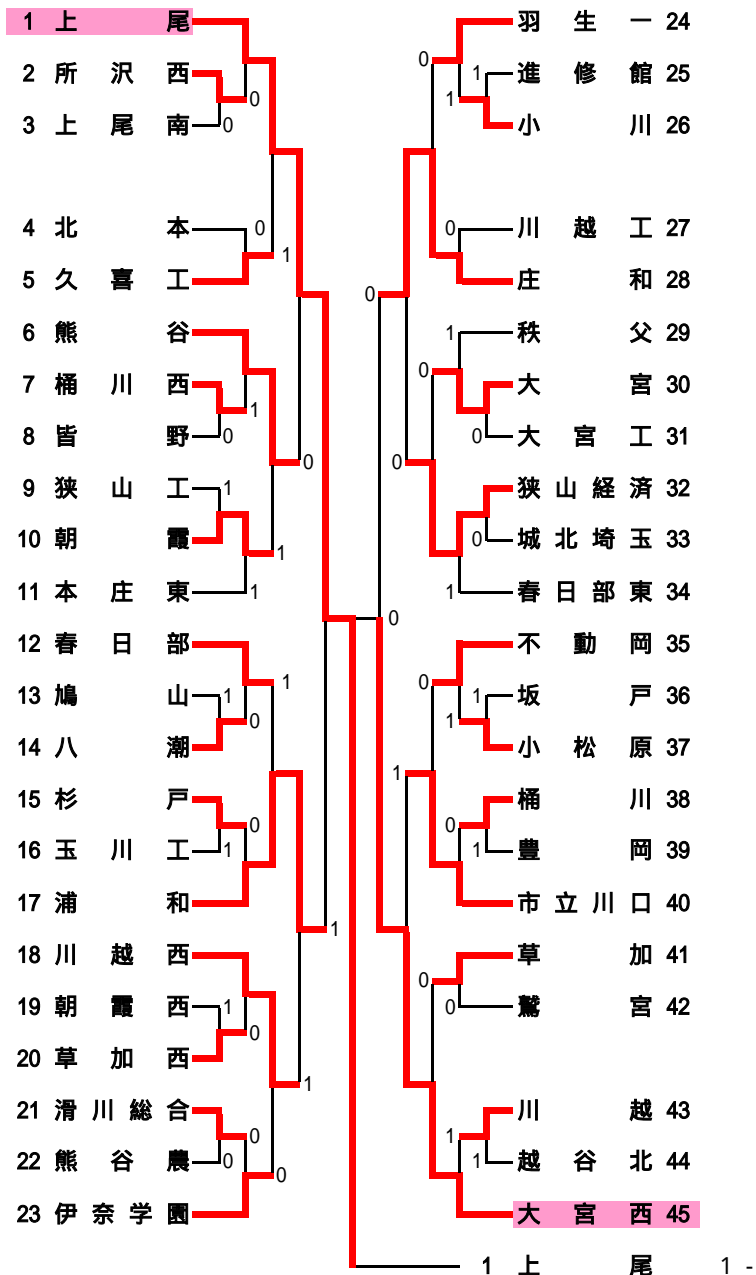 1 上尾
2 所沢西
0
3 上尾南
0
4 北本
0
5 久喜工
1
6 熊谷
7 桶川西
1
8 皆野
0
0
9 狭山工
1
10 朝霞
1
11 本庄東
1
12 春日部
1
13 鳩山
1
0
14 八潮
15 杉戸
0
16 玉川工
1
17 浦和
1
18 川越西
19 朝霞西
1
0
20 草加西
1
21 滑川総合
0
22 熊谷農
0
0
23 伊奈学園
羽生一 24
0
1
進修館 25
1
小川 26
0
川越工 27
庄和 28
0
1
秩父 29
0
大宮 30
0
大宮工 31
0
狭山経済 32
0
城北埼玉 33
1
春日部東 34
0
不動岡 35
0
1
坂戸 36
1
小松原 37
1
桶川 38
0
1
豊岡 39
市立川口 40
草加 41
0
0
鷲宮 42
川越 43
1
1
越谷北 44
大宮西 45
1 上尾 1 -